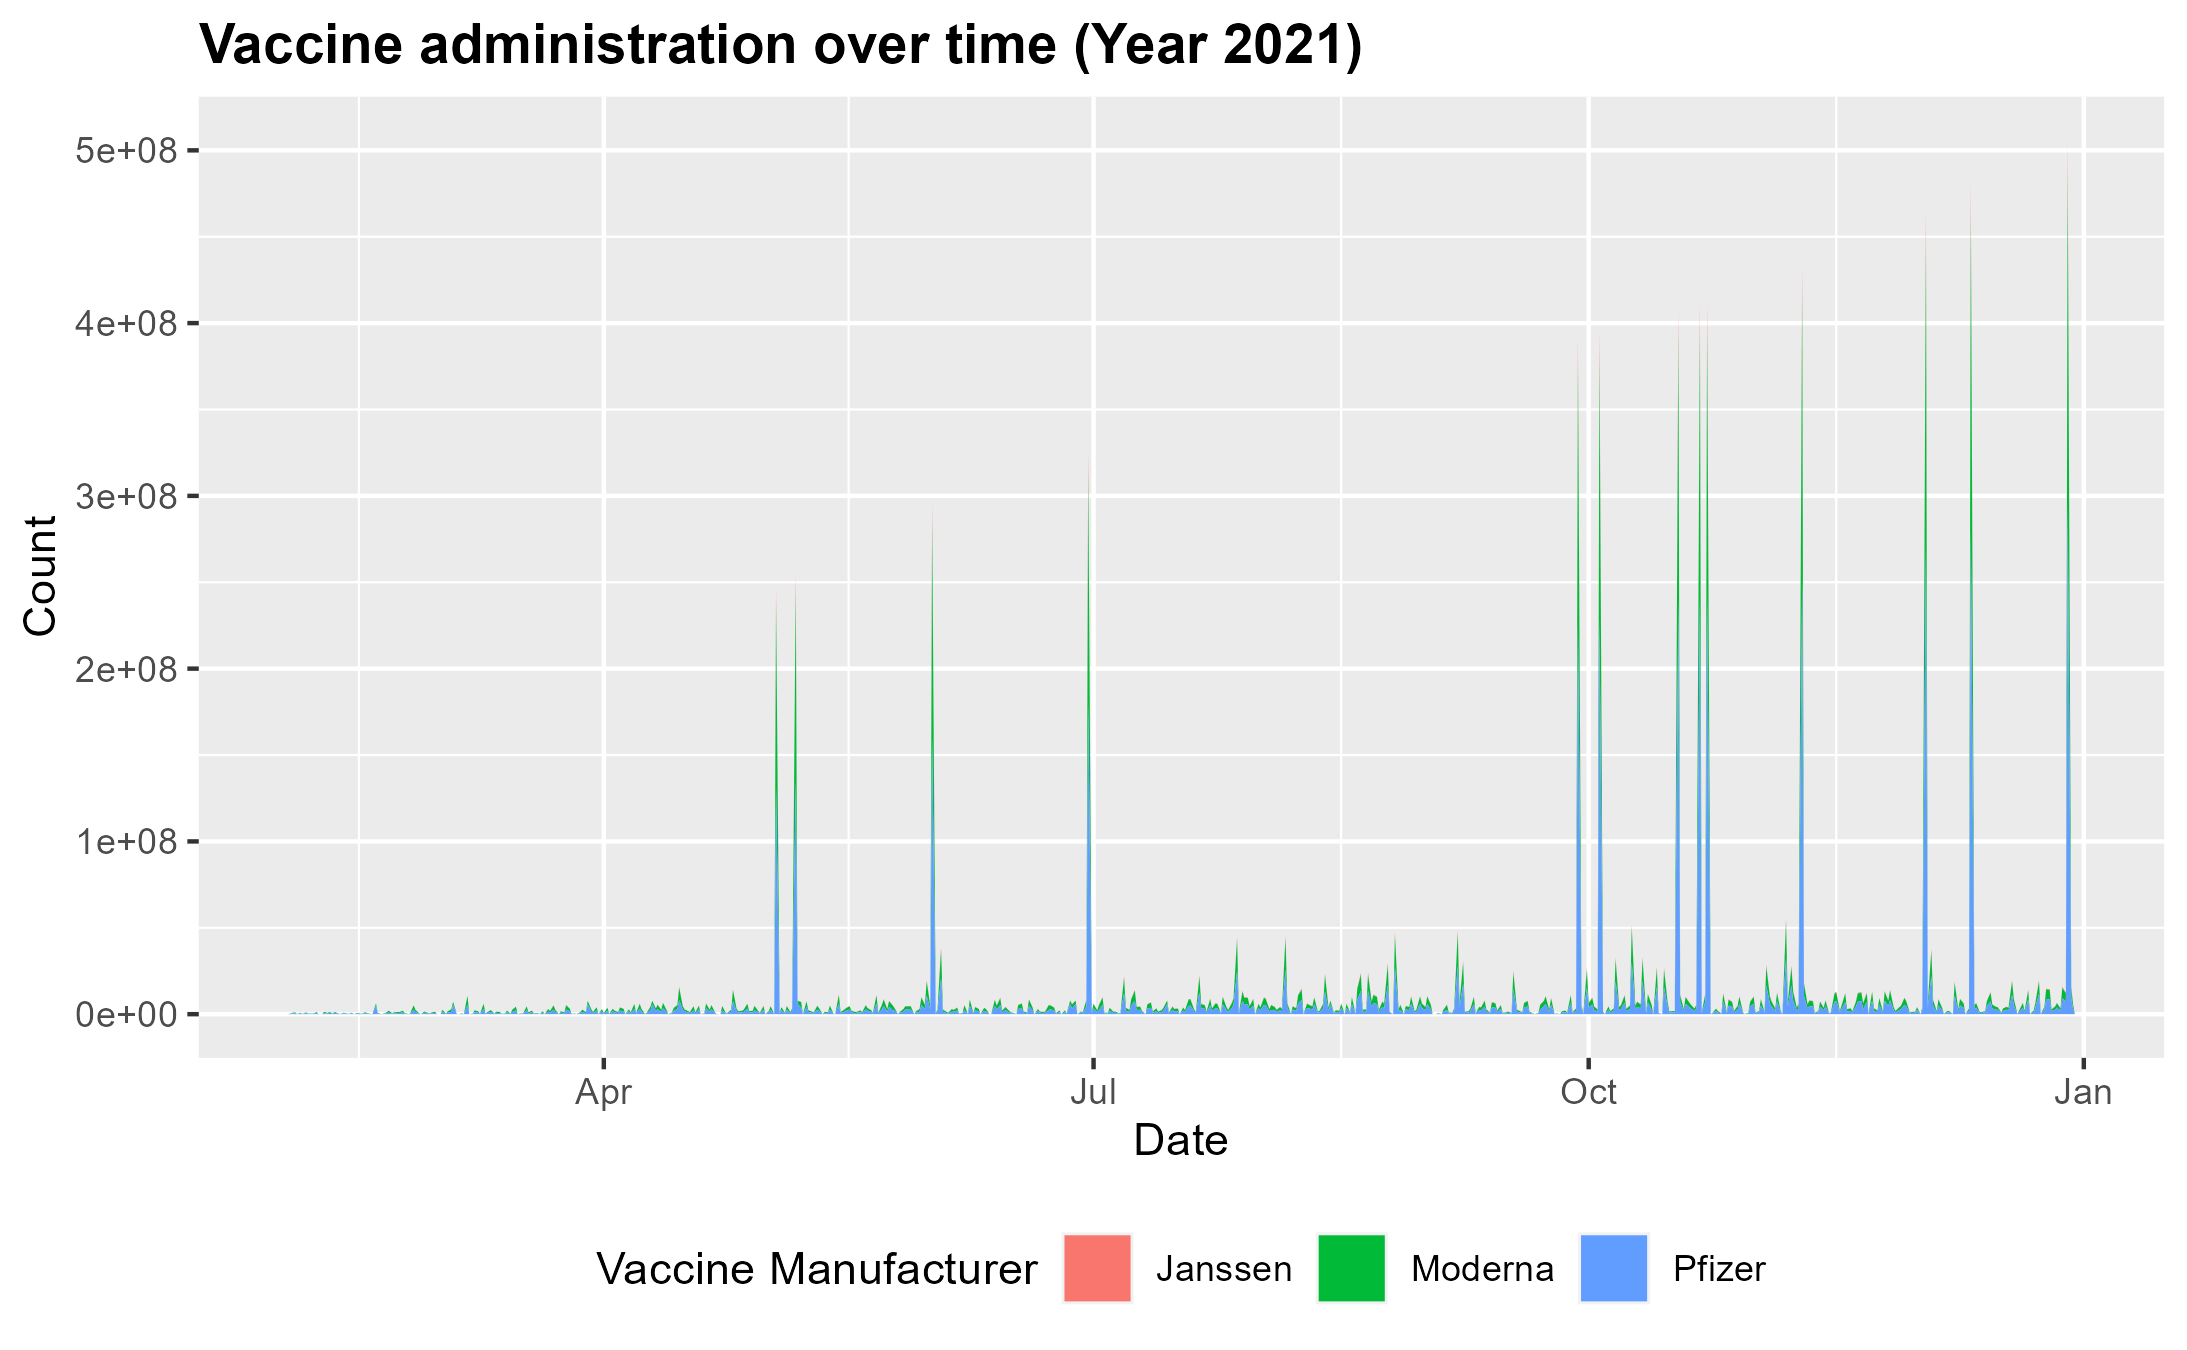 Vaccine administration over time (Year 2021)
5e+08
4e+08
3e+08
2e+08
1e+08
0e+00
Count
Apr Jul Oct Jan
Date
Vaccine Manufacturer Janssen Moderna Pfizer